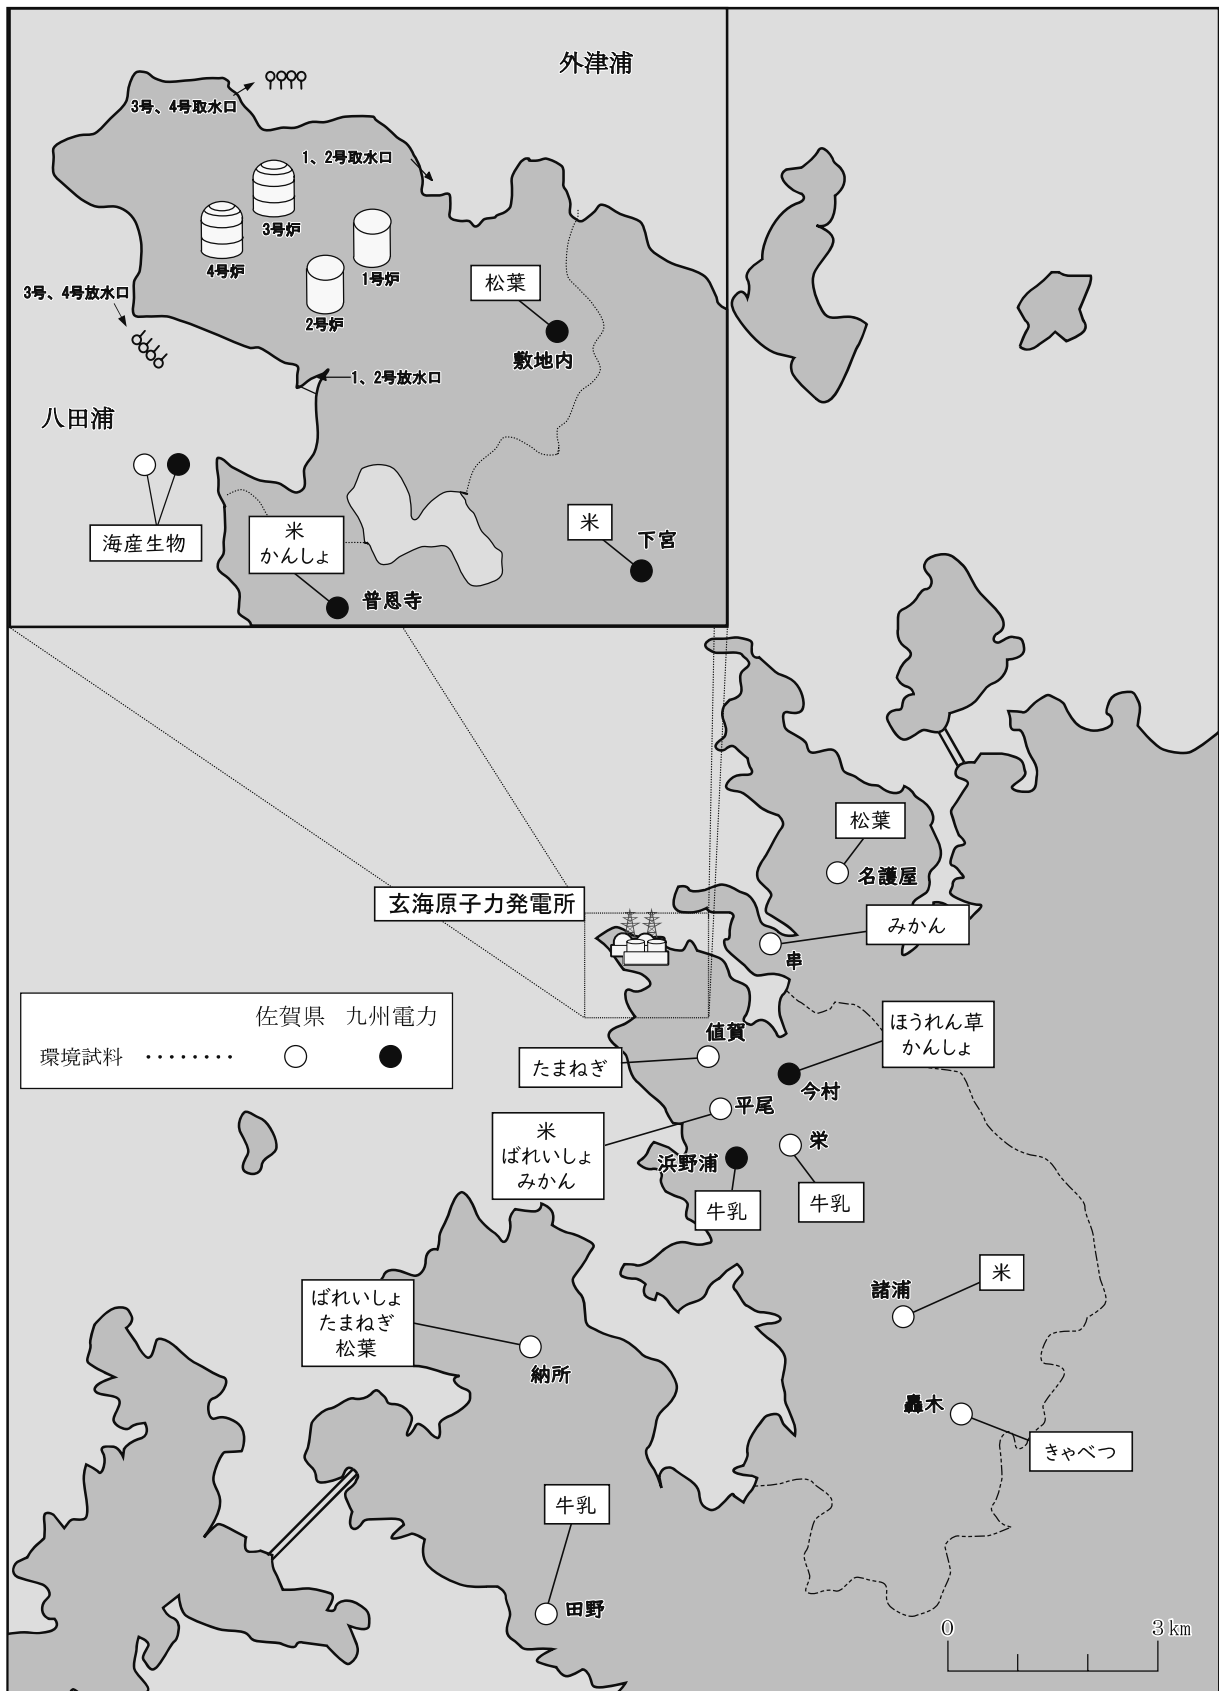 外津浦
3号、4号取水口
1、2号取水口
3号炉
4号炉
1号炉
2号炉
3号、4号放水口
松葉
敷地内
1、2号放水口
八田浦
海産生物
米
かんしょ
普恩寺
米
下宮
松葉
名護屋
玄海原子力発電所
みかん
串
佐賀県 九州電力
環境試料 ････････
ほうれん草
かんしょ
値賀
たまねぎ
今村
平尾
米
ばれいしょ
みかん
栄
浜野浦
牛乳
牛乳
諸浦
米
ばれいしょ
たまねぎ
松葉
納所
轟木
きゃべつ
牛乳
田野
0 3km